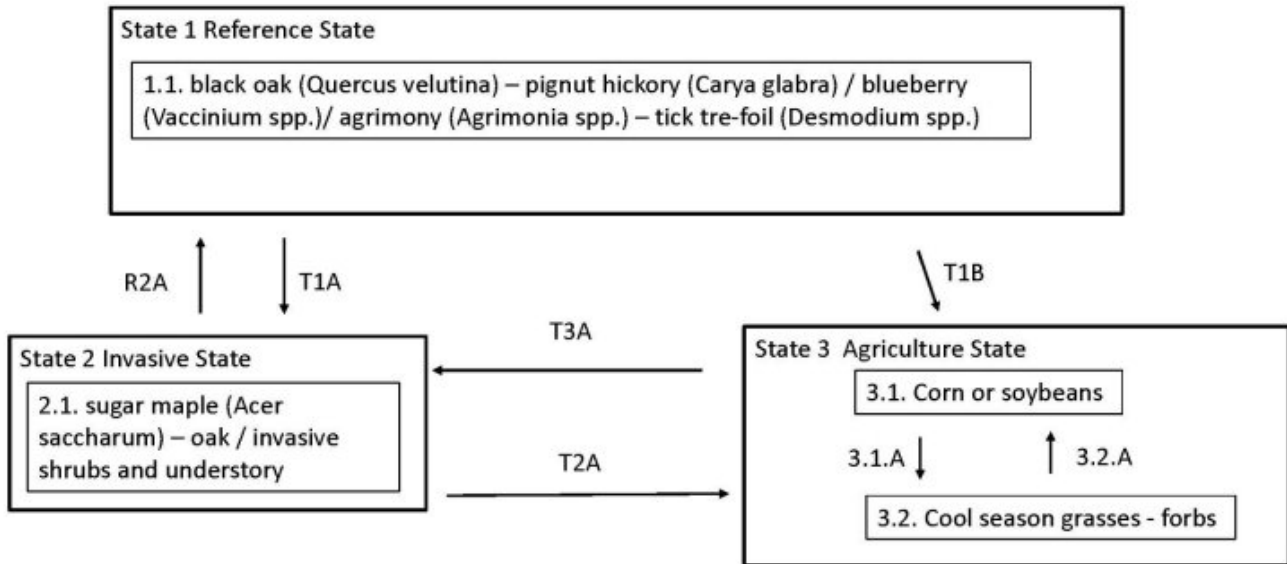 State 1 Reference State
1.1. black oak (Quercus velutina) – pignut hickory (Carya glabra) / blueberry
(Vaccinium spp.)/ agrimony (Agrimonia spp.) – tick tre-foil (Desmodium spp.)
R2A
T1A
T1B
State 2 Invasive State
2.1. sugar maple (Acer
saccharum) – oak / invasive
shrubs and understory
T3A
T2A
State 3  Agriculture State
3.1. Corn or soybeans
3.1.A
3.2.A
3.2. Cool season grasses - forbs